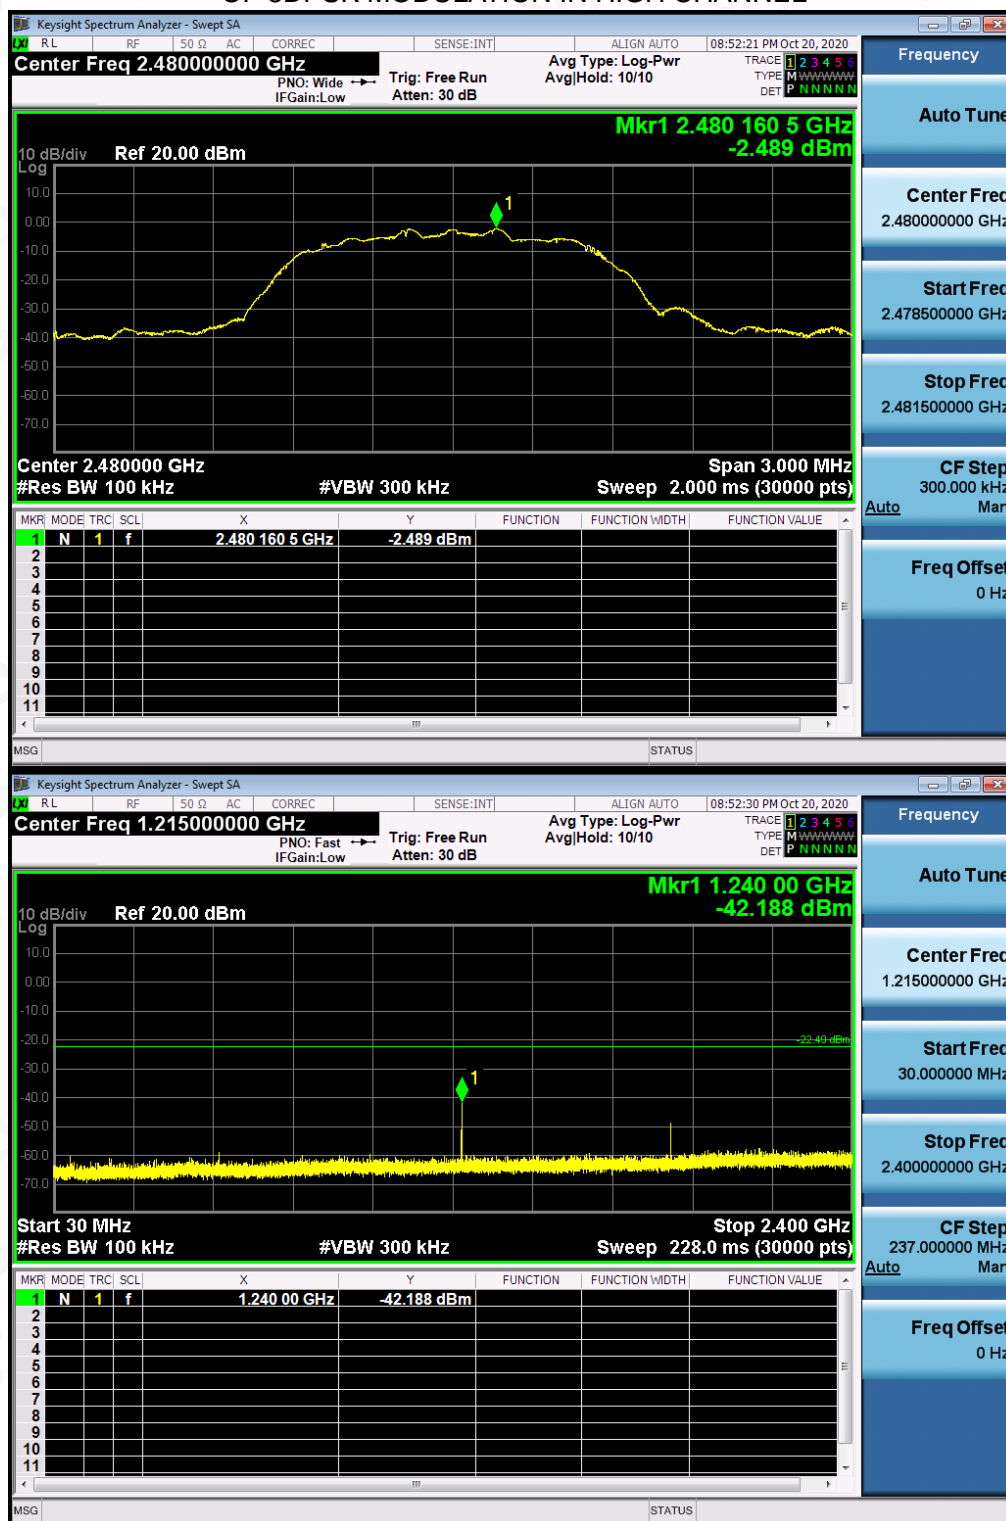 Keysight Spectrum Analyzer - Swept SA
LXI RL RF 50 Ω AC CORREC SENSE:INT ALIGN AUTO 08:52:21 PM Oct 20, 2020
Center Freq 2.480000000 GHz
PNO: Wide
IFGain:Low
Trig: Free Run
Atten: 30 dB
Avg Type: Log-Pwr
Avg|Hold: 10/10
TRACE 1 2 3 4 5 6
TYPE M WWWWW
DET P N N N N N
Frequency
Auto Tune
Mkr1 2.480 160 5 GHz
-2.489 dBm
10 dB/div Ref 20.00 dBm
Log
10.0
0.00
-10.0
-20.0
-30.0
-40.0
-50.0
-60.0
-70.0
1
Center 2.480000 GHz Span 3.000 MHz
#Res BW 100 kHz #VBW 300 kHz Sweep 2.000 ms (30000 pts)
Center Freq
2.480000000 GHz
Start Freq
2.478500000 GHz
Stop Freq
2.481500000 GHz
CF Step
300.000 kHz
Auto Man
Freq Offset
0 Hz
MKR MODE TRC SCL X Y FUNCTION FUNCTION WIDTH FUNCTION VALUE
1 N 1 f 2.480 160 5 GHz -2.489 dBm
2
3
4
5
6
7
8
9
10
11
MSG STATUS
Keysight Spectrum Analyzer - Swept SA
LXI RL RF 50 Ω AC CORREC SENSE:INT ALIGN AUTO 08:52:30 PM Oct 20, 2020
Center Freq 1.215000000 GHz
PNO: Fast
IFGain:Low
Trig: Free Run
Atten: 30 dB
Avg Type: Log-Pwr
Avg|Hold: 10/10
TRACE 1 2 3 4 5 6
TYPE M WWWWW
DET P N N N N N
Frequency
Auto Tune
Mkr1 1.240 00 GHz
-42.188 dBm
10 dB/div Ref 20.00 dBm
Log
10.0
0.00
-10.0
-20.0
-30.0
-40.0
-50.0
-60.0
-70.0
-22.49 dBm
1
Start 30 MHz Stop 2.400 GHz
#Res BW 100 kHz #VBW 300 kHz Sweep 228.0 ms (30000 pts)
Center Freq
1.215000000 GHz
Start Freq
30.000000 MHz
Stop Freq
2.400000000 GHz
CF Step
237.000000 MHz
Auto Man
Freq Offset
0 Hz
MKR MODE TRC SCL X Y FUNCTION FUNCTION WIDTH FUNCTION VALUE
1 N 1 f 1.240 00 GHz -42.188 dBm
2
3
4
5
6
7
8
9
10
11
MSG STATUS